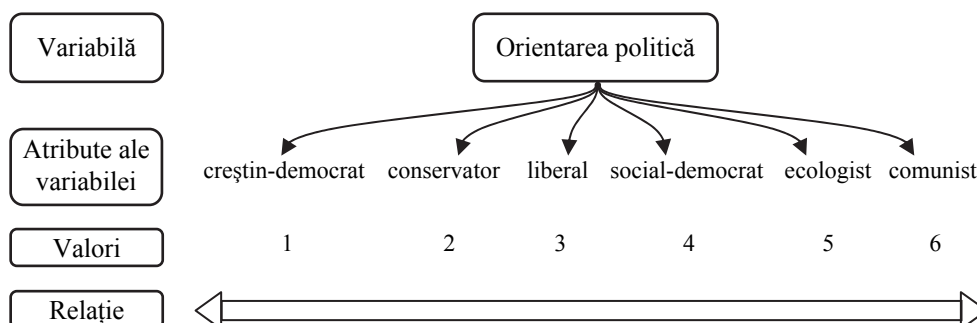 Variabilă
Orientarea politică
Atribute ale
variabilei
creştin-democrat conservator liberal social-democrat ecologist comunist
Valori
1 2 3 4 5 6
Relație